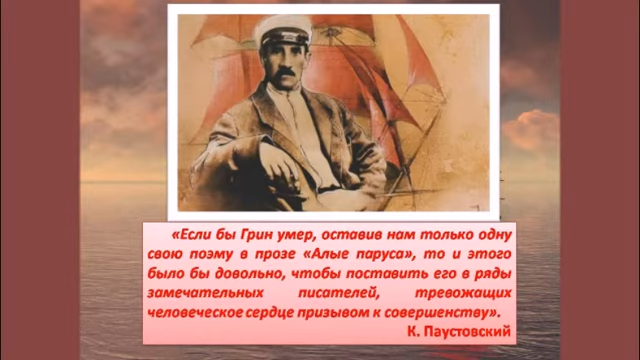 «Если бы Грин умер, оставив нам только одну
свою поэму в прозе «Алые паруса», то и этого
было бы довольно, чтобы поставить его в ряды
замечательных писателей, тревожащих
человеческое сердце призывом к совершенству».
К. Паустовский